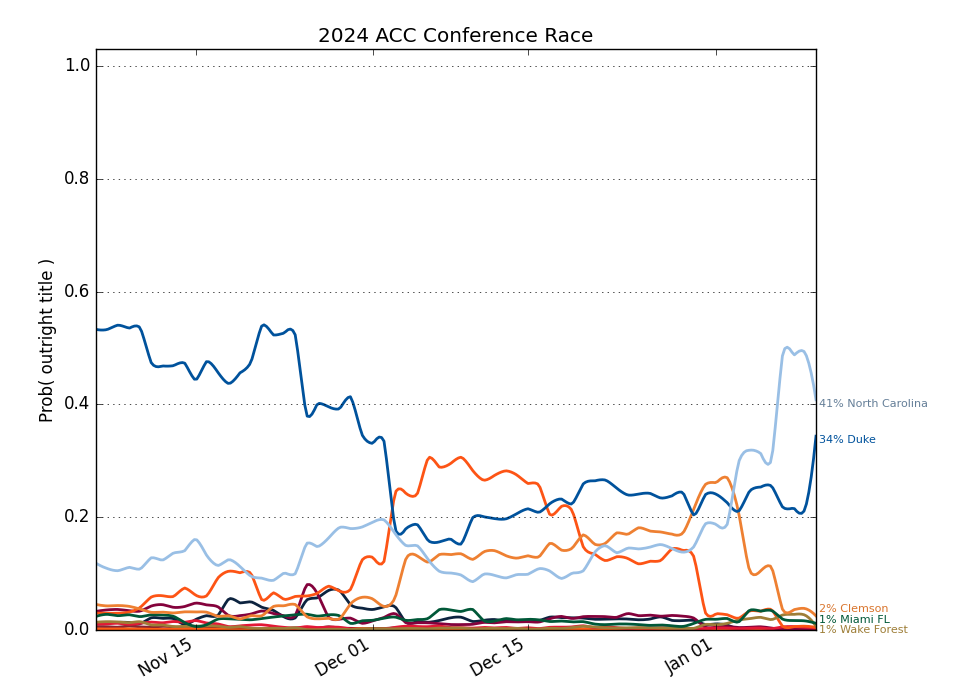 2024 ACC Conference Race
Prob( outright title )
1.0
0.8
0.6
0.4
0.2
0.0
41% North Carolina
34% Duke
2% Clemson
1% Miami FL
1% Wake Forest
Nov 15
Dec 01
Dec 15
Jan 01